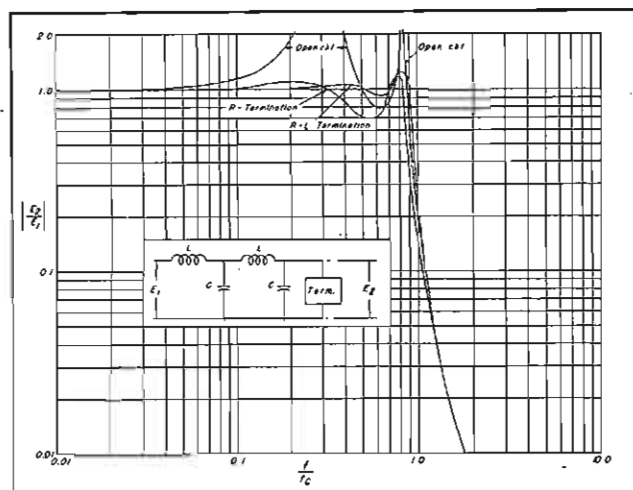 2.0
Open ckt
Open ckt
1.0
R - Termination
R-L Termination
E2
E1
0.1
L
L
E1
C
C
Term.
E2
0.01
0.01
0.1
1.0
10.0
f
fc